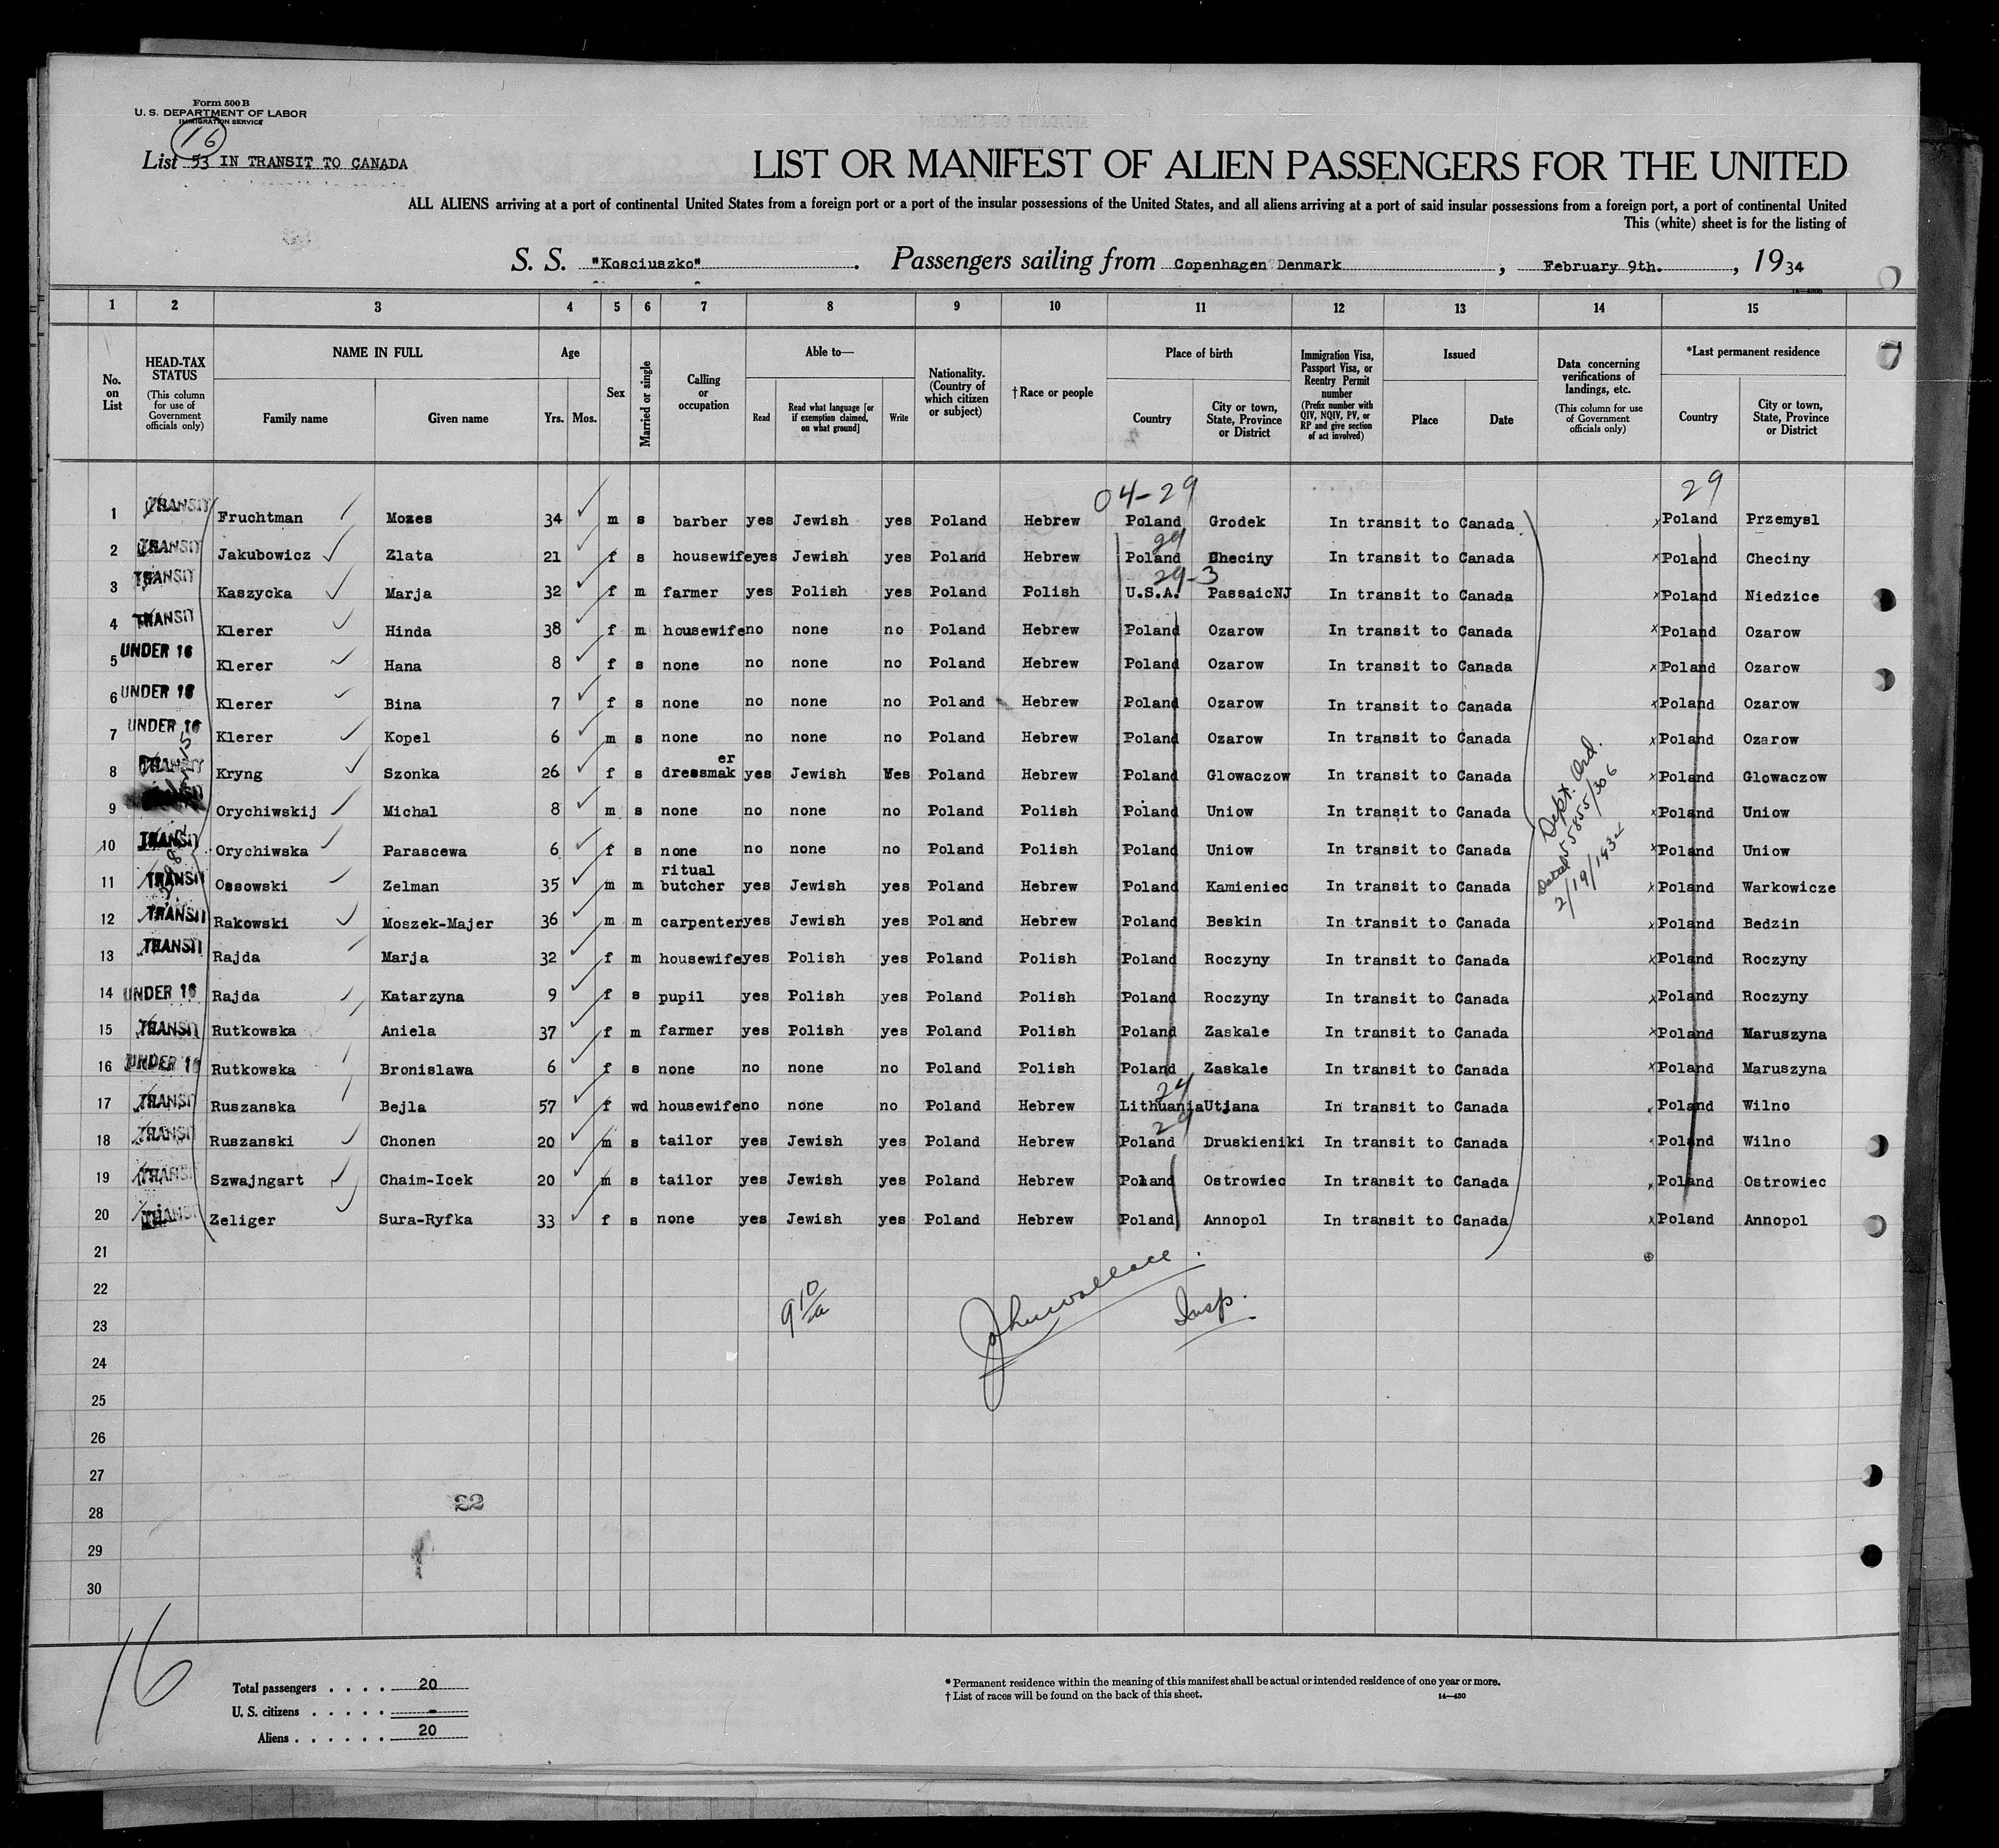 Form 500 B
U. S. DEPARTMENT OF LABOR
IMMIGRATION SERVICE
16
List 53 IN TRANSIT TO CANADA
LIST OR MANIFEST OF ALIEN PASSENGERS FOR THE UNITED
ALL ALIENS arriving at a port of continental United States from a foreign port or a port of the insular possessions of the United States, and all aliens arriving at a port of said insular possessions from a foreign port, a port of continental United
This (white) sheet is for the listing of
S. S. "Kosciuszko". Passengers sailing from Copenhagen Denmark, February 9th., 1934
1 2 3 4 5 6 7 8 9 10 11 12 13 14 15
No. on List
HEAD-TAX STATUS (This column for use of Government officials only)
NAME IN FULL Family name Given name
Age Yrs. Mos.
Sex
Married or single
Calling or occupation
Able to— Read Read what language [or if exemption claimed, on what ground] Write
Nationality. (Country of which citizen or subject)
†Race or people
Place of birth Country City or town, State, Province or District
Immigration Visa, Passport Visa, or Reentry Permit number (Prefix number with QIV, NQIV, PV, or RP and give section of act involved)
Issued Place Date
Data concerning verifications of landings, etc. (This column for use of Government officials only)
*Last permanent residence Country City or town, State, Province or District
04-29 29
1 TRANSIT Fruchtman Mozes 34 m s barber yes Jewish yes Poland Hebrew Poland Grodek In transit to Canada x Poland Przemysl
29
2 TRANSIT Jakubowicz Zlata 21 f s housewife yes Jewish yes Poland Hebrew Poland Checiny In transit to Canada x Poland Checiny
29-3
3 TRANSIT Kaszycka Marja 32 f m farmer yes Polish yes Poland Polish U.S.A. PassaicNJ In transit to Canada x Poland Niedzice
4 TRANSIT Klerer Hinda 38 f m housewife no none no Poland Hebrew Poland Ozarow In transit to Canada x Poland Ozarow
5 UNDER 16 Klerer Hana 8 f s none no none no Poland Hebrew Poland Ozarow In transit to Canada x Poland Ozarow
6 UNDER 16 Klerer Bina 7 f s none no none no Poland Hebrew Poland Ozarow In transit to Canada x Poland Ozarow
7 UNDER 16 Klerer Kopel 6 m s none no none no Poland Hebrew Poland Ozarow In transit to Canada x Poland Ozarow
8 TRANSIT Kryng Szonka 26 f s dressmaker yes Jewish Yes Poland Hebrew Poland Glowaczow In transit to Canada x Poland Glowaczow
9 Orychiwskij Michal 8 m s none no none no Poland Polish Poland Uniow In transit to Canada x Poland Uniow
10 TRANSIT Orychiwska Parascewa 6 f s none no none no Poland Polish Poland Uniow In transit to Canada x Poland Uniow
11 TRANSIT Ossowski Zelman 35 m m ritual butcher yes Jewish yes Poland Hebrew Poland Kamieniec In transit to Canada x Poland Warkowicze
12 TRANSIT Rakowski Moszek-Majer 36 m m carpenter yes Jewish yes Poland Hebrew Poland Beskin In transit to Canada x Poland Bedzin
13 TRANSIT Rajda Marja 32 f m housewife yes Polish yes Poland Polish Poland Roczyny In transit to Canada x Poland Roczyny
14 UNDER 16 Rajda Katarzyna 9 f s pupil yes Polish yes Poland Polish Poland Roczyny In transit to Canada x Poland Roczyny
15 TRANSIT Rutkowska Aniela 37 f m farmer yes Polish yes Poland Polish Poland Zaskale In transit to Canada x Poland Maruszyna
16 UNDER 16 Rutkowska Bronislawa 6 f s none no none no Poland Polish Poland Zaskale In transit to Canada x Poland Maruszyna
24
17 TRANSIT Ruszanska Bejla 57 f wd housewife no none no Poland Hebrew Lithuania Utjana In transit to Canada Poland Wilno
29
18 TRANSIT Ruszanski Chonen 20 m s tailor yes Jewish yes Poland Hebrew Poland Druskieniki In transit to Canada Poland Wilno
19 TRANSIT Szwajngart Chaim-Icek 20 m s tailor yes Jewish yes Poland Hebrew Poland Ostrowiec In transit to Canada x Poland Ostrowiec
20 TRANSIT Zeliger Sura-Ryfka 33 f s none yes Jewish yes Poland Hebrew Poland Annopol In transit to Canada x Poland Annopol
Dept. Ord.
55855/306
Dated
2/19/1932
21
22
23
24
25
26
27
28
29
30
910/a
John Wallace
Insp.
22
16
Total passengers . . . . 20
U. S. citizens . . . . . -
Aliens . . . . . . 20
* Permanent residence within the meaning of this manifest shall be actual or intended residence of one year or more.
† List of races will be found on the back of this sheet.
14—430